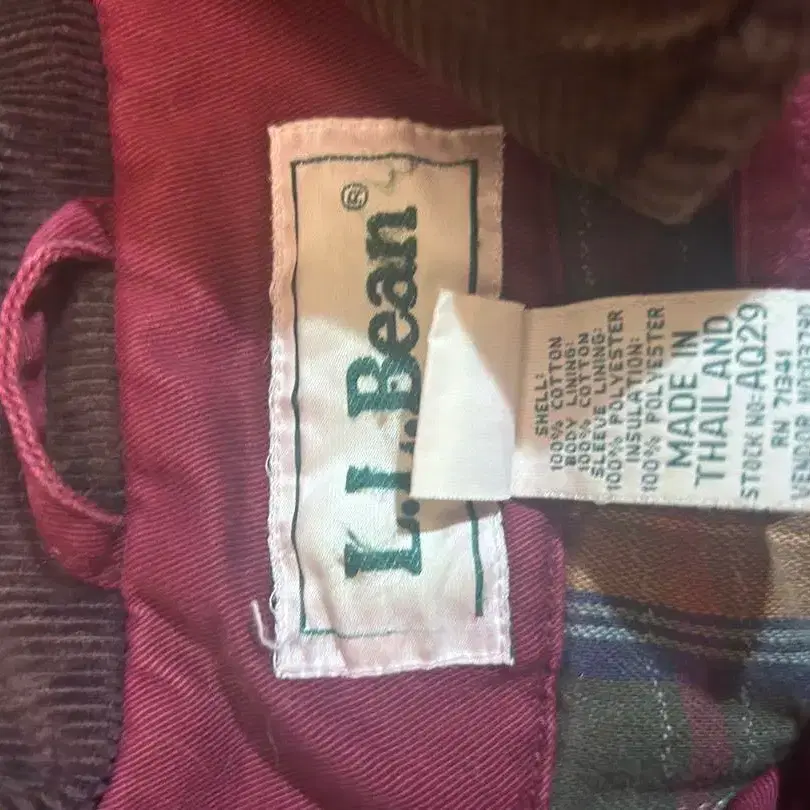 L.L.Bean®
SHELL:
100% COTTON
BODY LINING:
100% COTTON
SLEEVE LINING:
100% POLYESTER
INSULATION:
100% POLYESTER
MADE IN
THAILAND
STOCK NO: AQ29
RN 71341
VENDOR